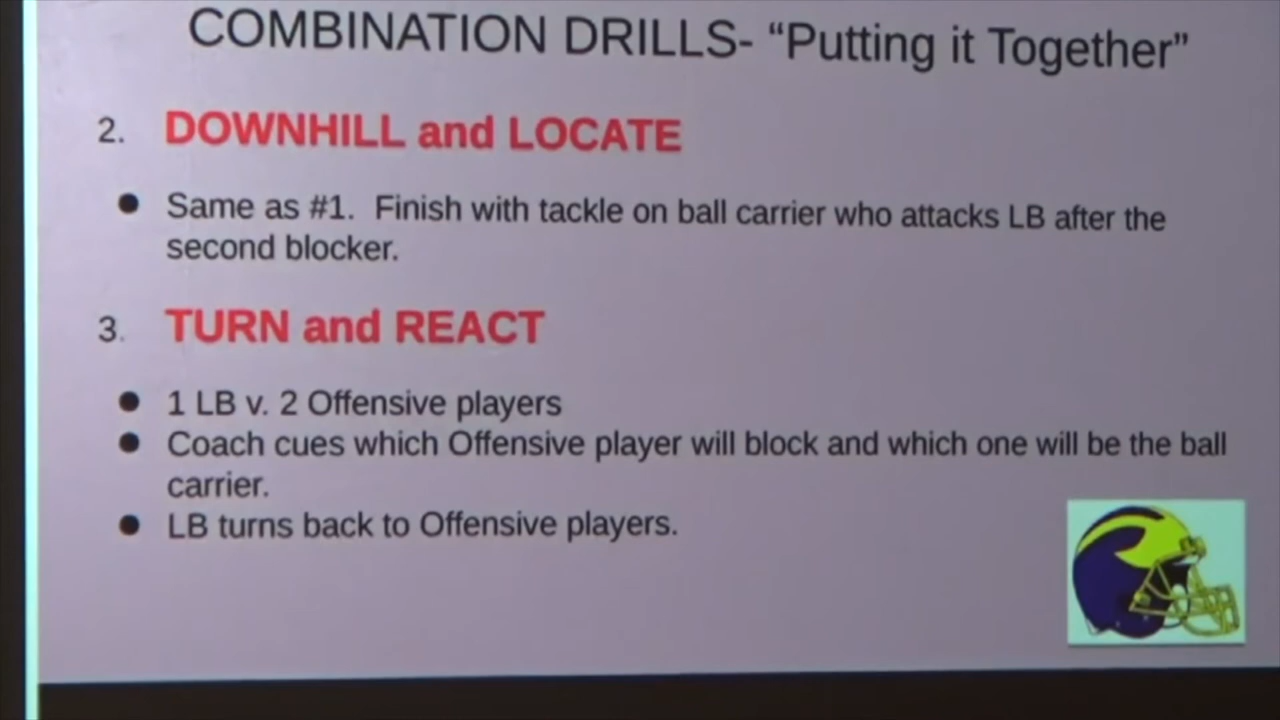 COMBINATION DRILLS- “Putting it Together”
2. DOWNHILL and LOCATE
● Same as #1. Finish with tackle on ball carrier who attacks LB after the
second blocker.
3. TURN and REACT
● 1 LB v. 2 Offensive players
● Coach cues which Offensive player will block and which one will be the ball
carrier.
● LB turns back to Offensive players.